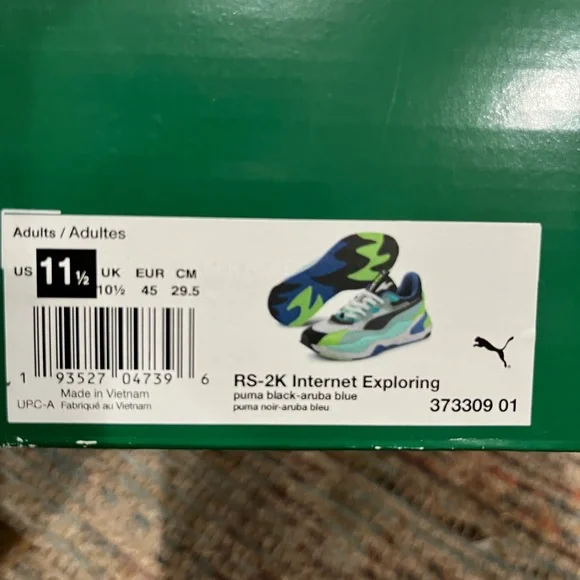 Adults / Adultes
US 11½ UK EUR CM
10½ 45 29.5
1 93527 04739 6
Made in Vietnam
UPC-A Fabriqué au Vietnam
RS-2K Internet Exploring
puma black-aruba blue
puma noir-aruba bleu
373309 01